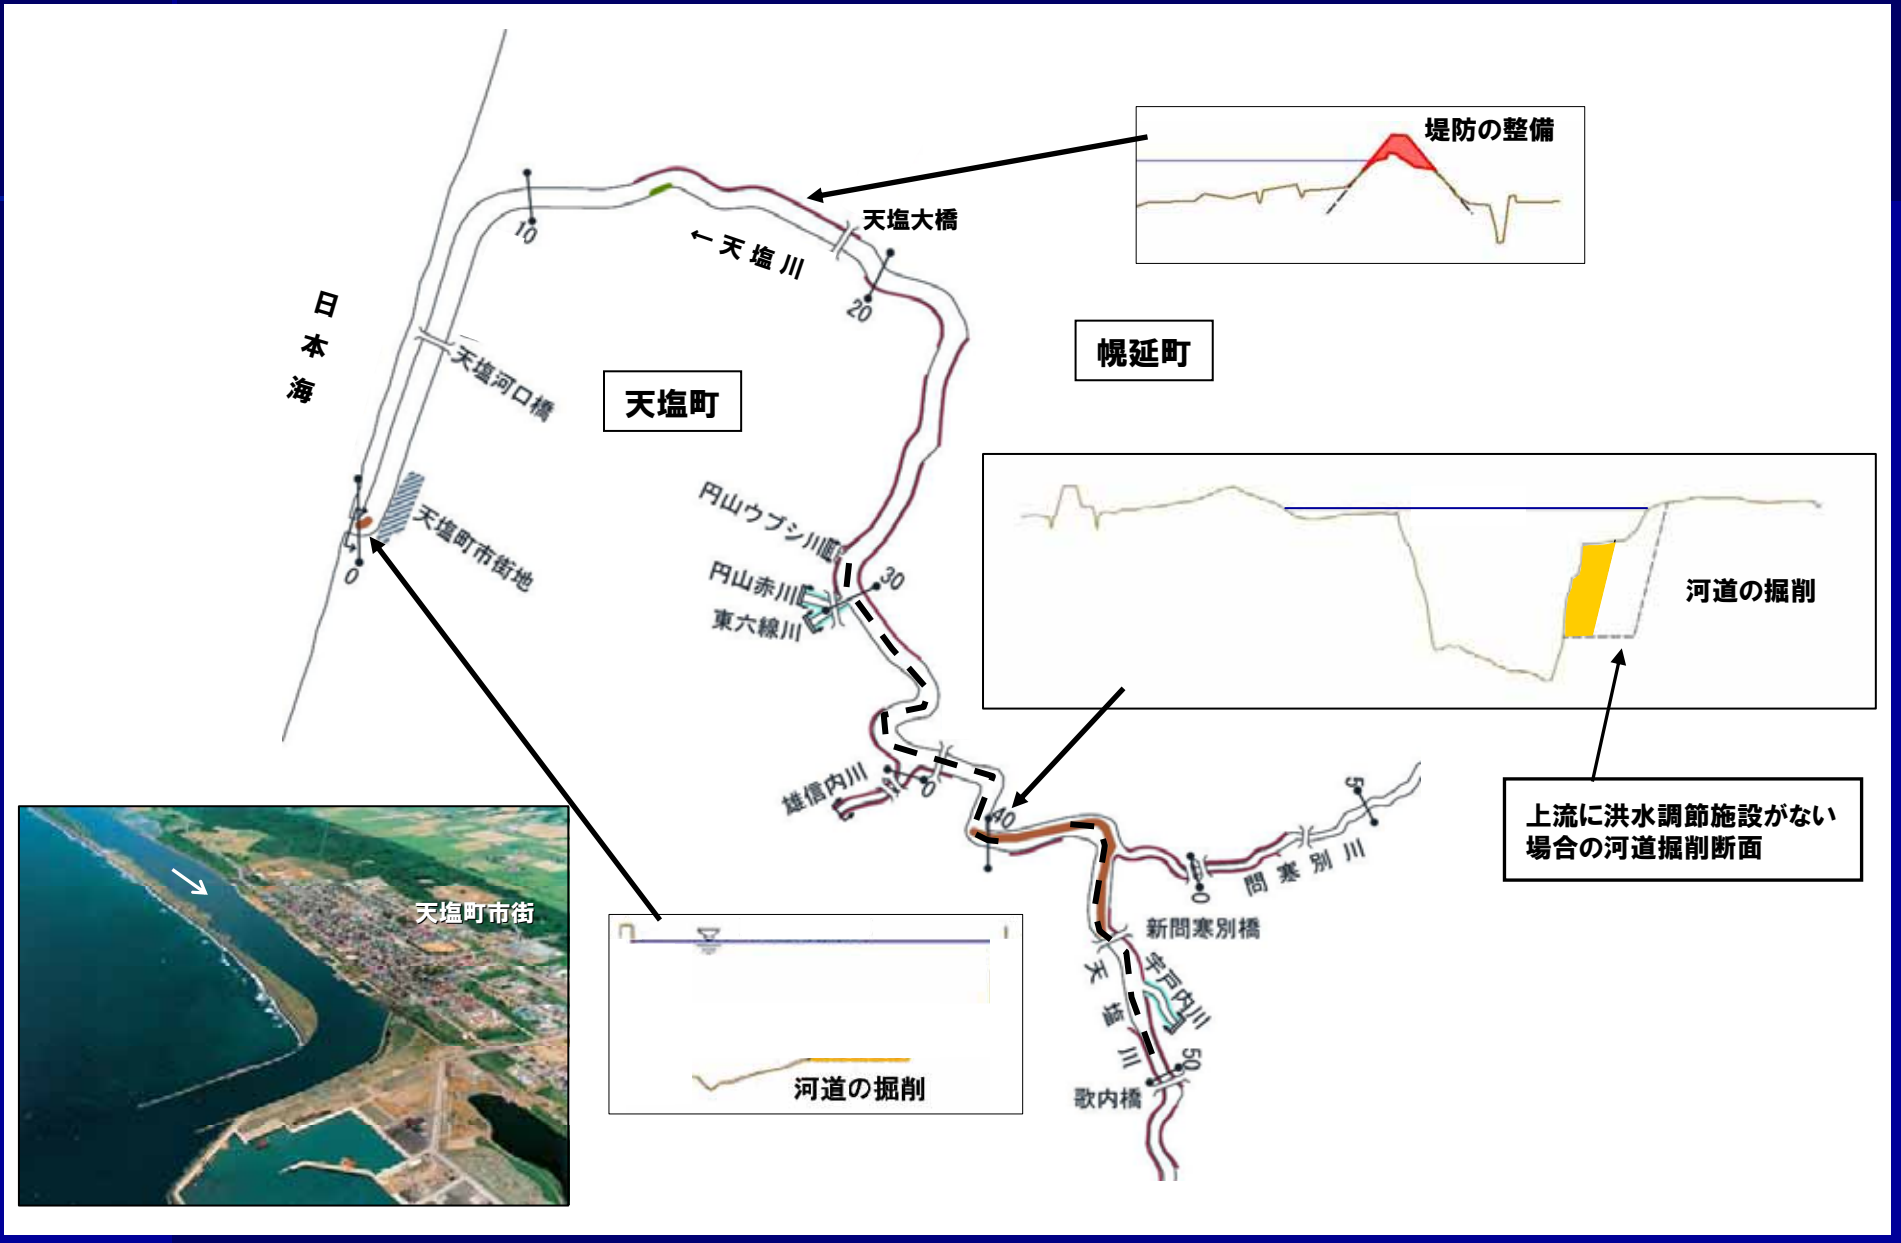 堤防の整備
天塩大橋
10
←天塩川
20
日本海
幌延町
天塩河口橋
天塩町
円山ウブシ川
天塩町市街地
0
円山赤川
30
東六線川
河道の掘削
雄信内川
0
40
5
上流に洪水調節施設がない
場合の河道掘削断面
問寒別川
0
天塩町市街
新問寒別橋
宇戸内川
天塩川
50
歌内橋
河道の掘削